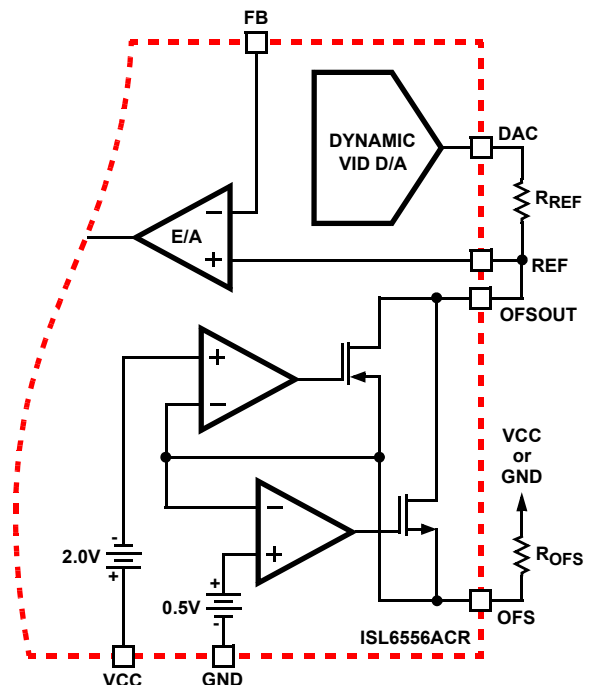 FB
DYNAMIC
VID D/A
DAC
RREF
E/A
−
+
REF
OFSOUT
+
−
VCC
or
GND
−
+
ROFS
-
2.0V
+
+
0.5V
-
OFS
ISL6556ACR
VCC
GND